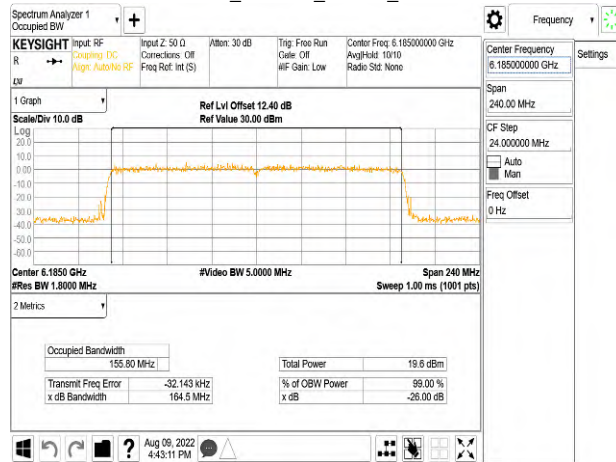 Spectrum Analyzer 1
Occupied BW
+
Frequency
KEYSIGHT
R
Input: RF
Coupling: DC
Align: Auto/No RF
Input Z: 50 Ω
Corrections: Off
Freq Ref: Int (S)
Atten: 30 dB
Trig: Free Run
Gate: Off
#IF Gain: Low
Center Freq: 6.185000000 GHz
Avg|Hold: 10/10
Radio Std: None
Center Frequency
6.185000000 GHz
Settings
Span
240.00 MHz
CF Step
24.000000 MHz
Auto
Man
Freq Offset
0 Hz
1 Graph
Scale/Div 10.0 dB
Ref Lvl Offset 12.40 dB
Ref Value 30.00 dBm
Log
20.0
10.0
0.00
-10.0
-20.0
-30.0
-40.0
-50.0
-60.0
Center 6.1850 GHz
#Video BW 5.0000 MHz
Span 240 MHz
#Res BW 1.8000 MHz
Sweep 1.00 ms (1001 pts)
2 Metrics
Occupied Bandwidth
155.80 MHz
Total Power 19.6 dBm
Transmit Freq Error -32.143 kHz
% of OBW Power 99.00 %
x dB Bandwidth 164.5 MHz
x dB -26.00 dB
?
Aug 09, 2022
4:43:11 PM